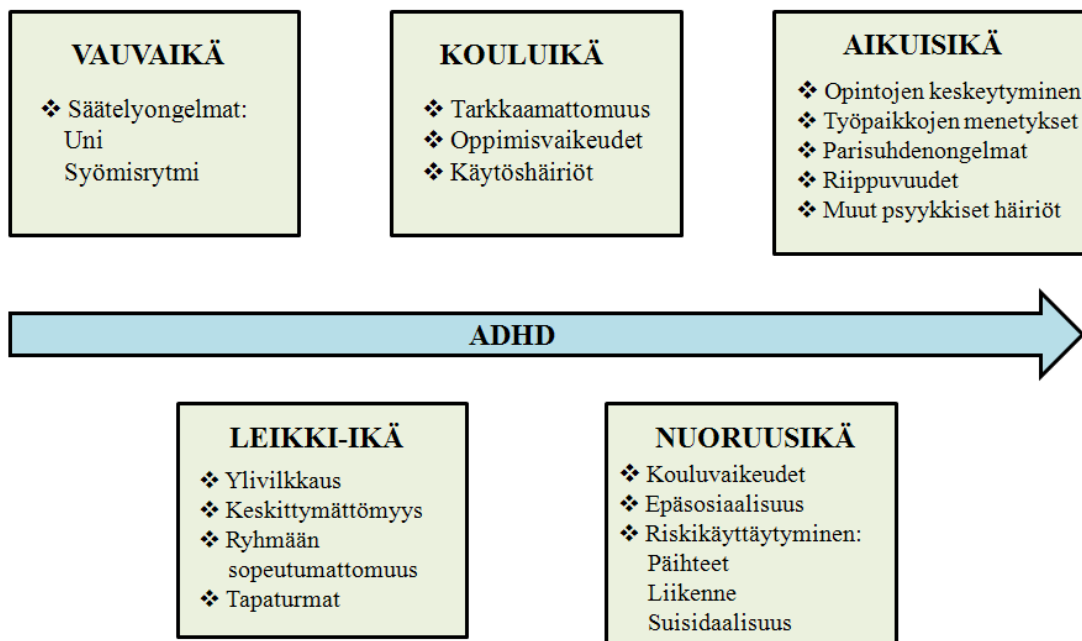 VAUVAIKÄ
❖ Säätelyongelmat:
Uni
Syömisrytmi
KOULUIKÄ
❖ Tarkkaamattomuus
❖ Oppimisvaikeudet
❖ Käytöshäiriöt
AIKUISIKÄ
❖ Opintojen keskeytyminen
❖ Työpaikkojen menetykset
❖ Parisuhdenongelmat
❖ Riippuvuudet
❖ Muut psyykkiset häiriöt
ADHD
LEIKKI-IKÄ
❖ Ylivilkkaus
❖ Keskittymättömyys
❖ Ryhmään
sopeutumattomuus
❖ Tapaturmat
NUORUUSIKÄ
❖ Kouluvaikeudet
❖ Epäsosiaalisuus
❖ Riskikäyttäytyminen:
Päihteet
Liikenne
Suisidaalisuus